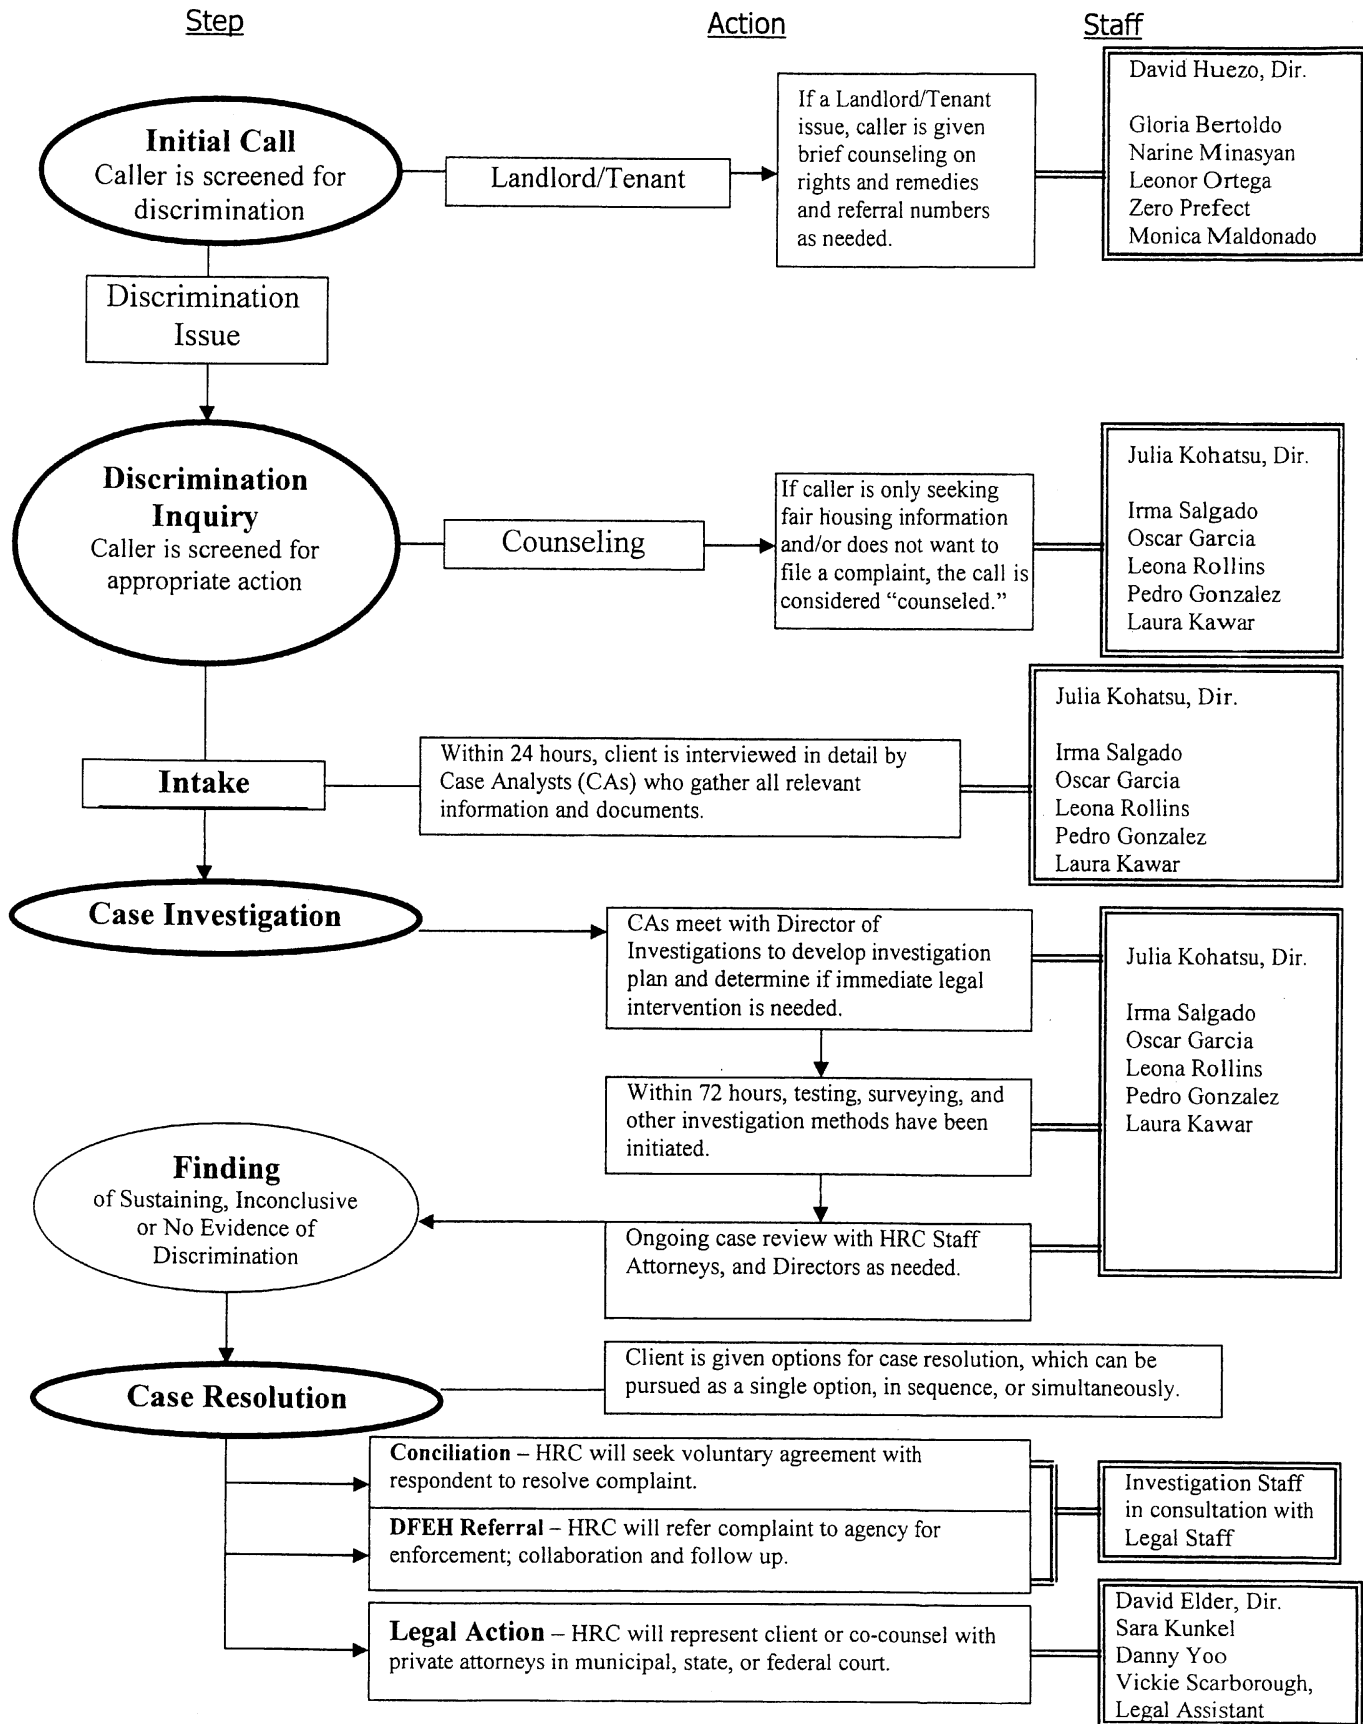 Step
Action
Staff
Initial Call
Caller is screened for
discrimination
Landlord/Tenant
If a Landlord/Tenant
issue, caller is given
brief counseling on
rights and remedies
and referral numbers
as needed.
David Huezo, Dir.
Gloria Bertoldo
Narine Minasyan
Leonor Ortega
Zero Prefect
Monica Maldonado
Discrimination
Issue
Discrimination
Inquiry
Caller is screened for
appropriate action
Counseling
If caller is only seeking
fair housing information
and/or does not want to
file a complaint, the call is
considered “counseled.”
Julia Kohatsu, Dir.
Irma Salgado
Oscar Garcia
Leona Rollins
Pedro Gonzalez
Laura Kawar
Intake
Within 24 hours, client is interviewed in detail by
Case Analysts (CAs) who gather all relevant
information and documents.
Julia Kohatsu, Dir.
Irma Salgado
Oscar Garcia
Leona Rollins
Pedro Gonzalez
Laura Kawar
Case Investigation
CAs meet with Director of
Investigations to develop investigation
plan and determine if immediate legal
intervention is needed.
Julia Kohatsu, Dir.
Irma Salgado
Oscar Garcia
Leona Rollins
Pedro Gonzalez
Laura Kawar
Within 72 hours, testing, surveying, and
other investigation methods have been
initiated.
Finding
of Sustaining, Inconclusive
or No Evidence of
Discrimination
Ongoing case review with HRC Staff
Attorneys, and Directors as needed.
Case Resolution
Client is given options for case resolution, which can be
pursued as a single option, in sequence, or simultaneously.
Conciliation – HRC will seek voluntary agreement with
respondent to resolve complaint.
DFEH Referral – HRC will refer complaint to agency for
enforcement; collaboration and follow up.
Investigation Staff
in consultation with
Legal Staff
Legal Action – HRC will represent client or co-counsel with
private attorneys in municipal, state, or federal court.
David Elder, Dir.
Sara Kunkel
Danny Yoo
Vickie Scarborough,
Legal Assistant